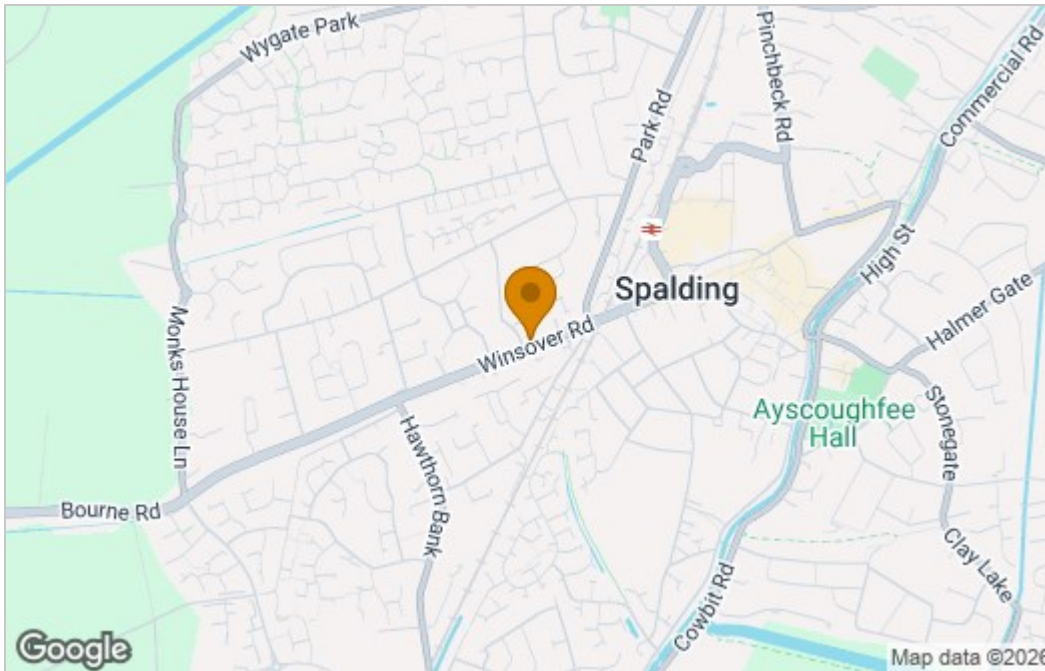 Wygate Park
Pinchbeck Rd
Commercial Rd
Park Rd
High St
Spalding
Halmer Gate
Monks House Ln
Winsover Rd
Ayscoughfee
Hall
Stonegate
Hawthorn Bank
Bourne Rd
Clay Lake
Cowbit Rd
Google
Map data ©2026